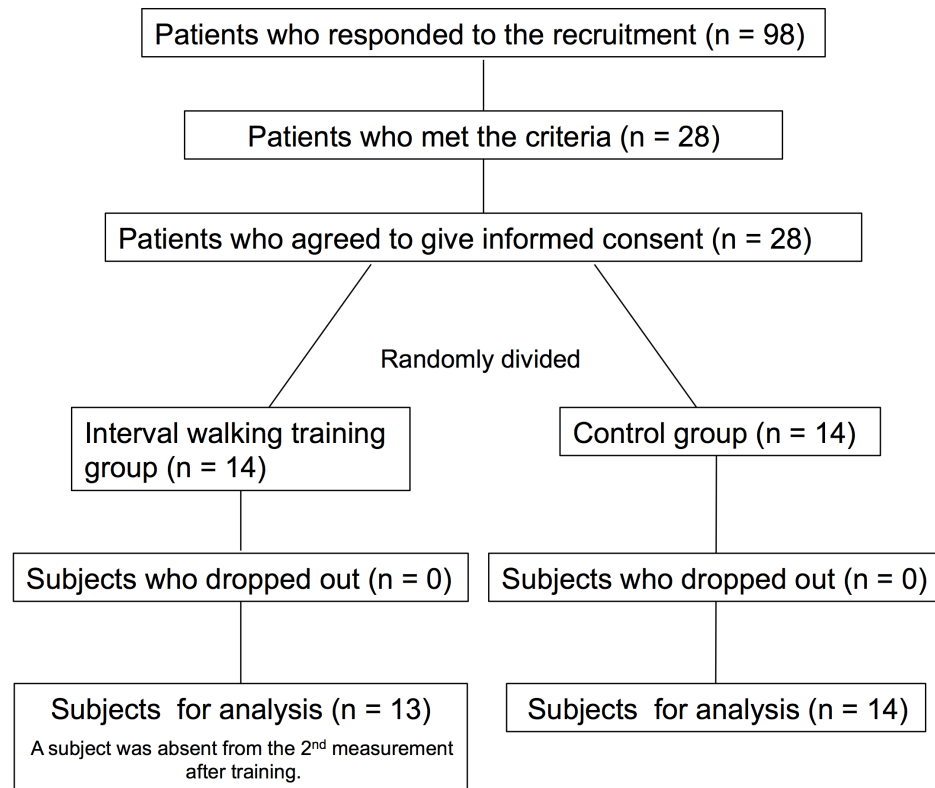 Patients who responded to the recruitment (n = 98)
Patients who met the criteria (n = 28)
Patients who agreed to give informed consent (n = 28)
Randomly divided
Interval walking training
group (n = 14)
Control group (n = 14)
Subjects who dropped out (n = 0)
Subjects who dropped out (n = 0)
Subjects  for analysis (n = 13)
A subject was absent from the 2nd measurement
after training.
Subjects  for analysis (n = 14)